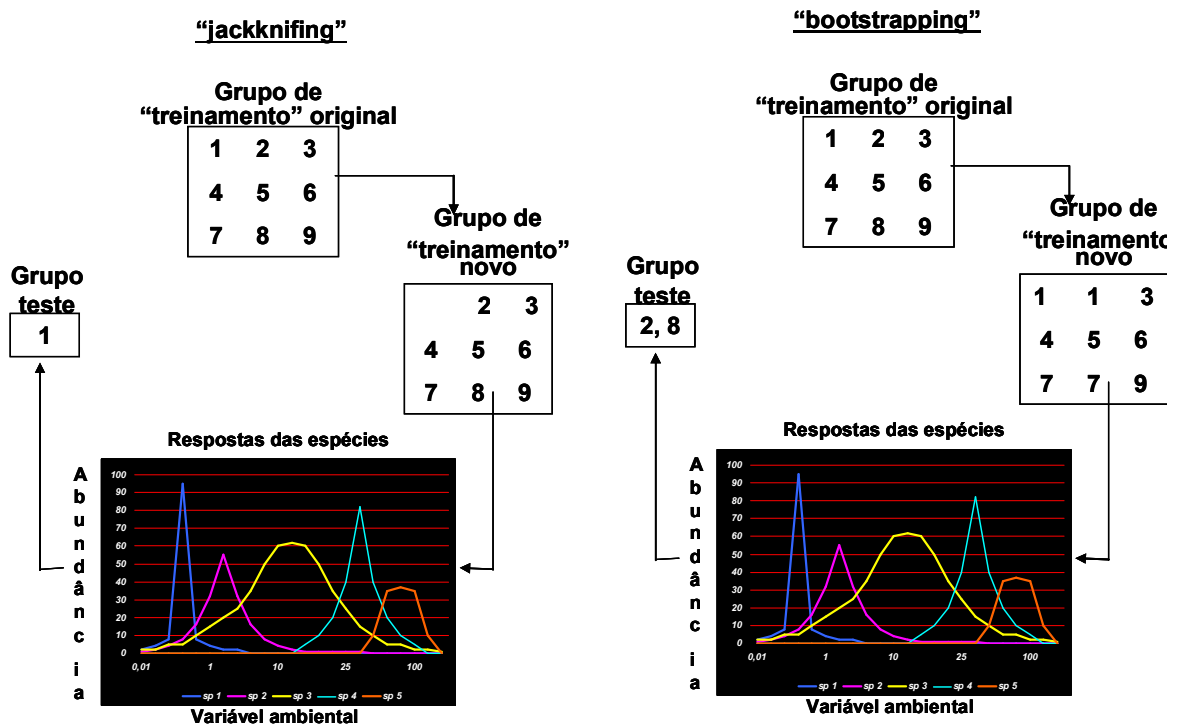 “jackknifing”
Grupo de
“treinamento” original
1 2 3
4 5 6
7 8 9
Grupo de
“treinamento”
novo
2 3
4 5 6
7 8 9
Grupo
teste
1
Respostas das espécies
Abundânc ia
100
90
80
70
60
50
40
30
20
10
0
0,01 1 10 25 100
sp 1 sp 2 sp 3 sp 4 sp 5
Variável ambiental
“bootstrapping”
Grupo de
“treinamento” original
1 2 3
4 5 6
7 8 9
Grupo de
“treinamento
novo
1 1 3
4 5 6
7 7 9
Grupo
teste
2, 8
Respostas das espécies
Abundânc ia
100
90
80
70
60
50
40
30
20
10
0
0,01 1 10 25 100
sp 1 sp 2 sp 3 sp 4 sp 5
Variável ambiental